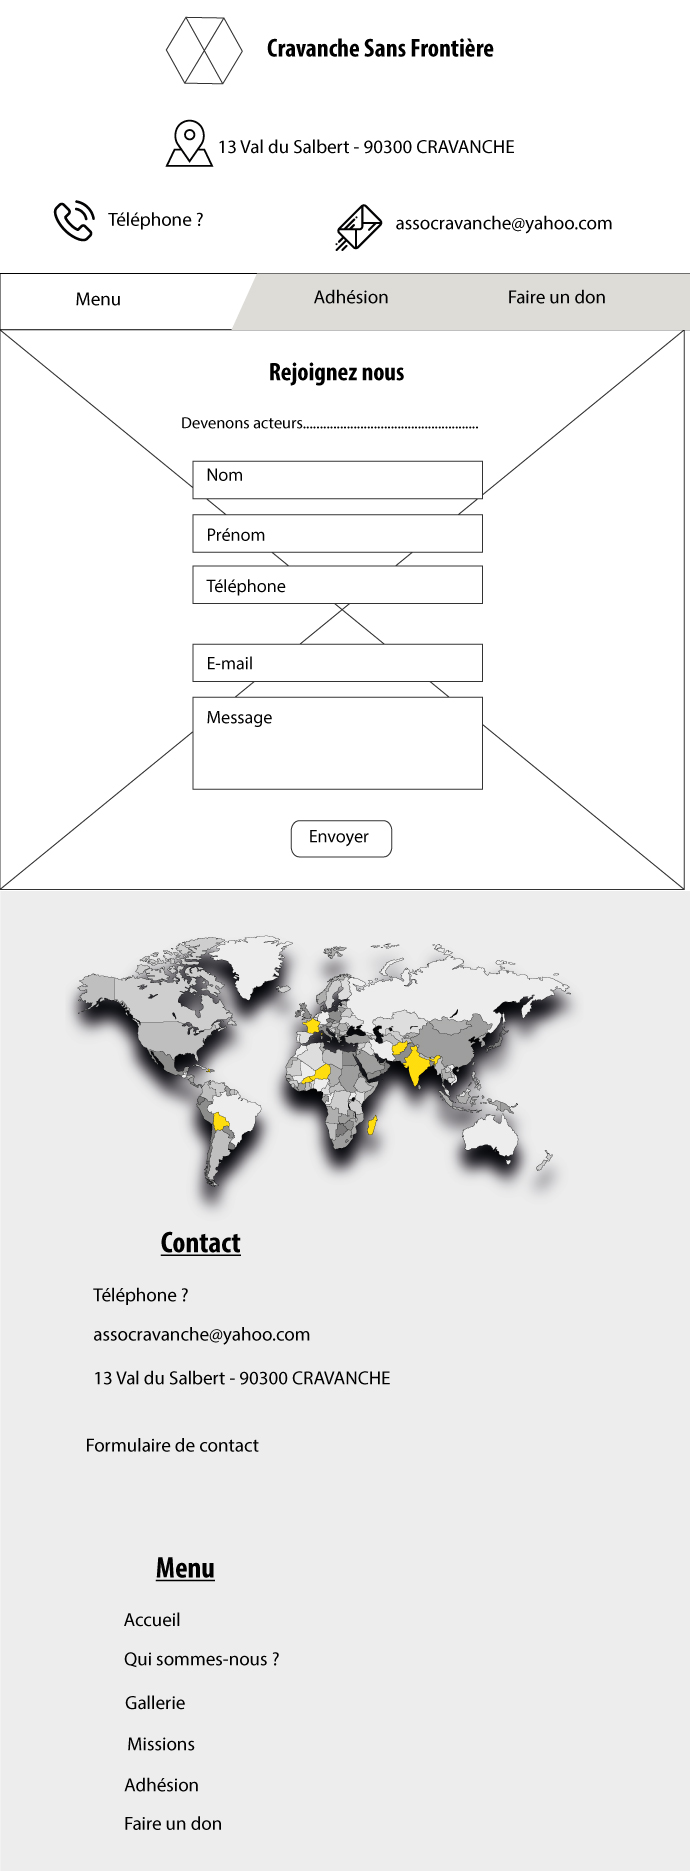 Cravanche Sans Frontière
13 Val du Salbert - 90300 CRAVANCHE
Téléphone ?
assocravanche@yahoo.com
Menu
Adhésion
Faire un don
Rejoignez nous
Devenons acteurs....................................................
Nom
Prénom
Téléphone
E-mail
Message
Envoyer
Contact
Téléphone ?
assocravanche@yahoo.com
13 Val du Salbert - 90300 CRAVANCHE
Formulaire de contact
Menu
Accueil
Qui sommes-nous ?
Gallerie
Missions
Adhésion
Faire un don